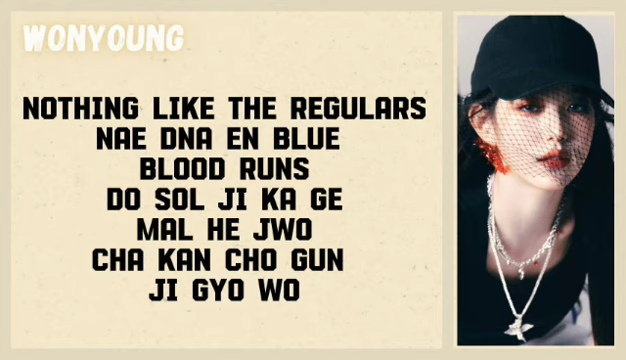 WONYOUNG
NOTHING LIKE THE REGULARS
NAE DNA EN BLUE
BLOOD RUNS
DO SOL JI KA GE
MAL HE JWO
CHA KAN CHO GUN
JI GYO WO